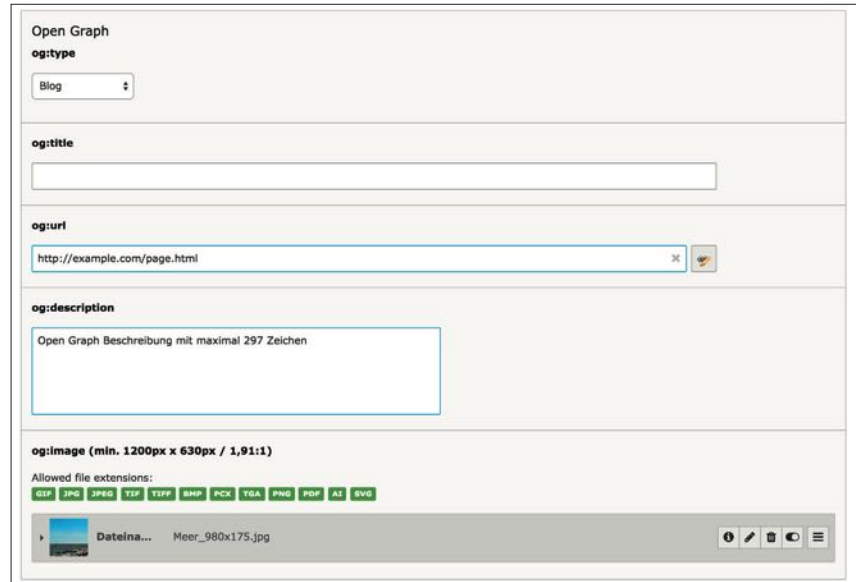 Open Graph
og:type
Blog
og:title
og:url
http://example.com/page.html
og:description
Open Graph Beschreibung mit maximal 297 Zeichen
og:image (min. 1200px x 630px / 1,91:1)
Allowed file extensions:
GIF JPG JPEG TIF TIFF BMP PCX TGA PNG PDF AI SVG
Dateina... Meer_980x175.jpg